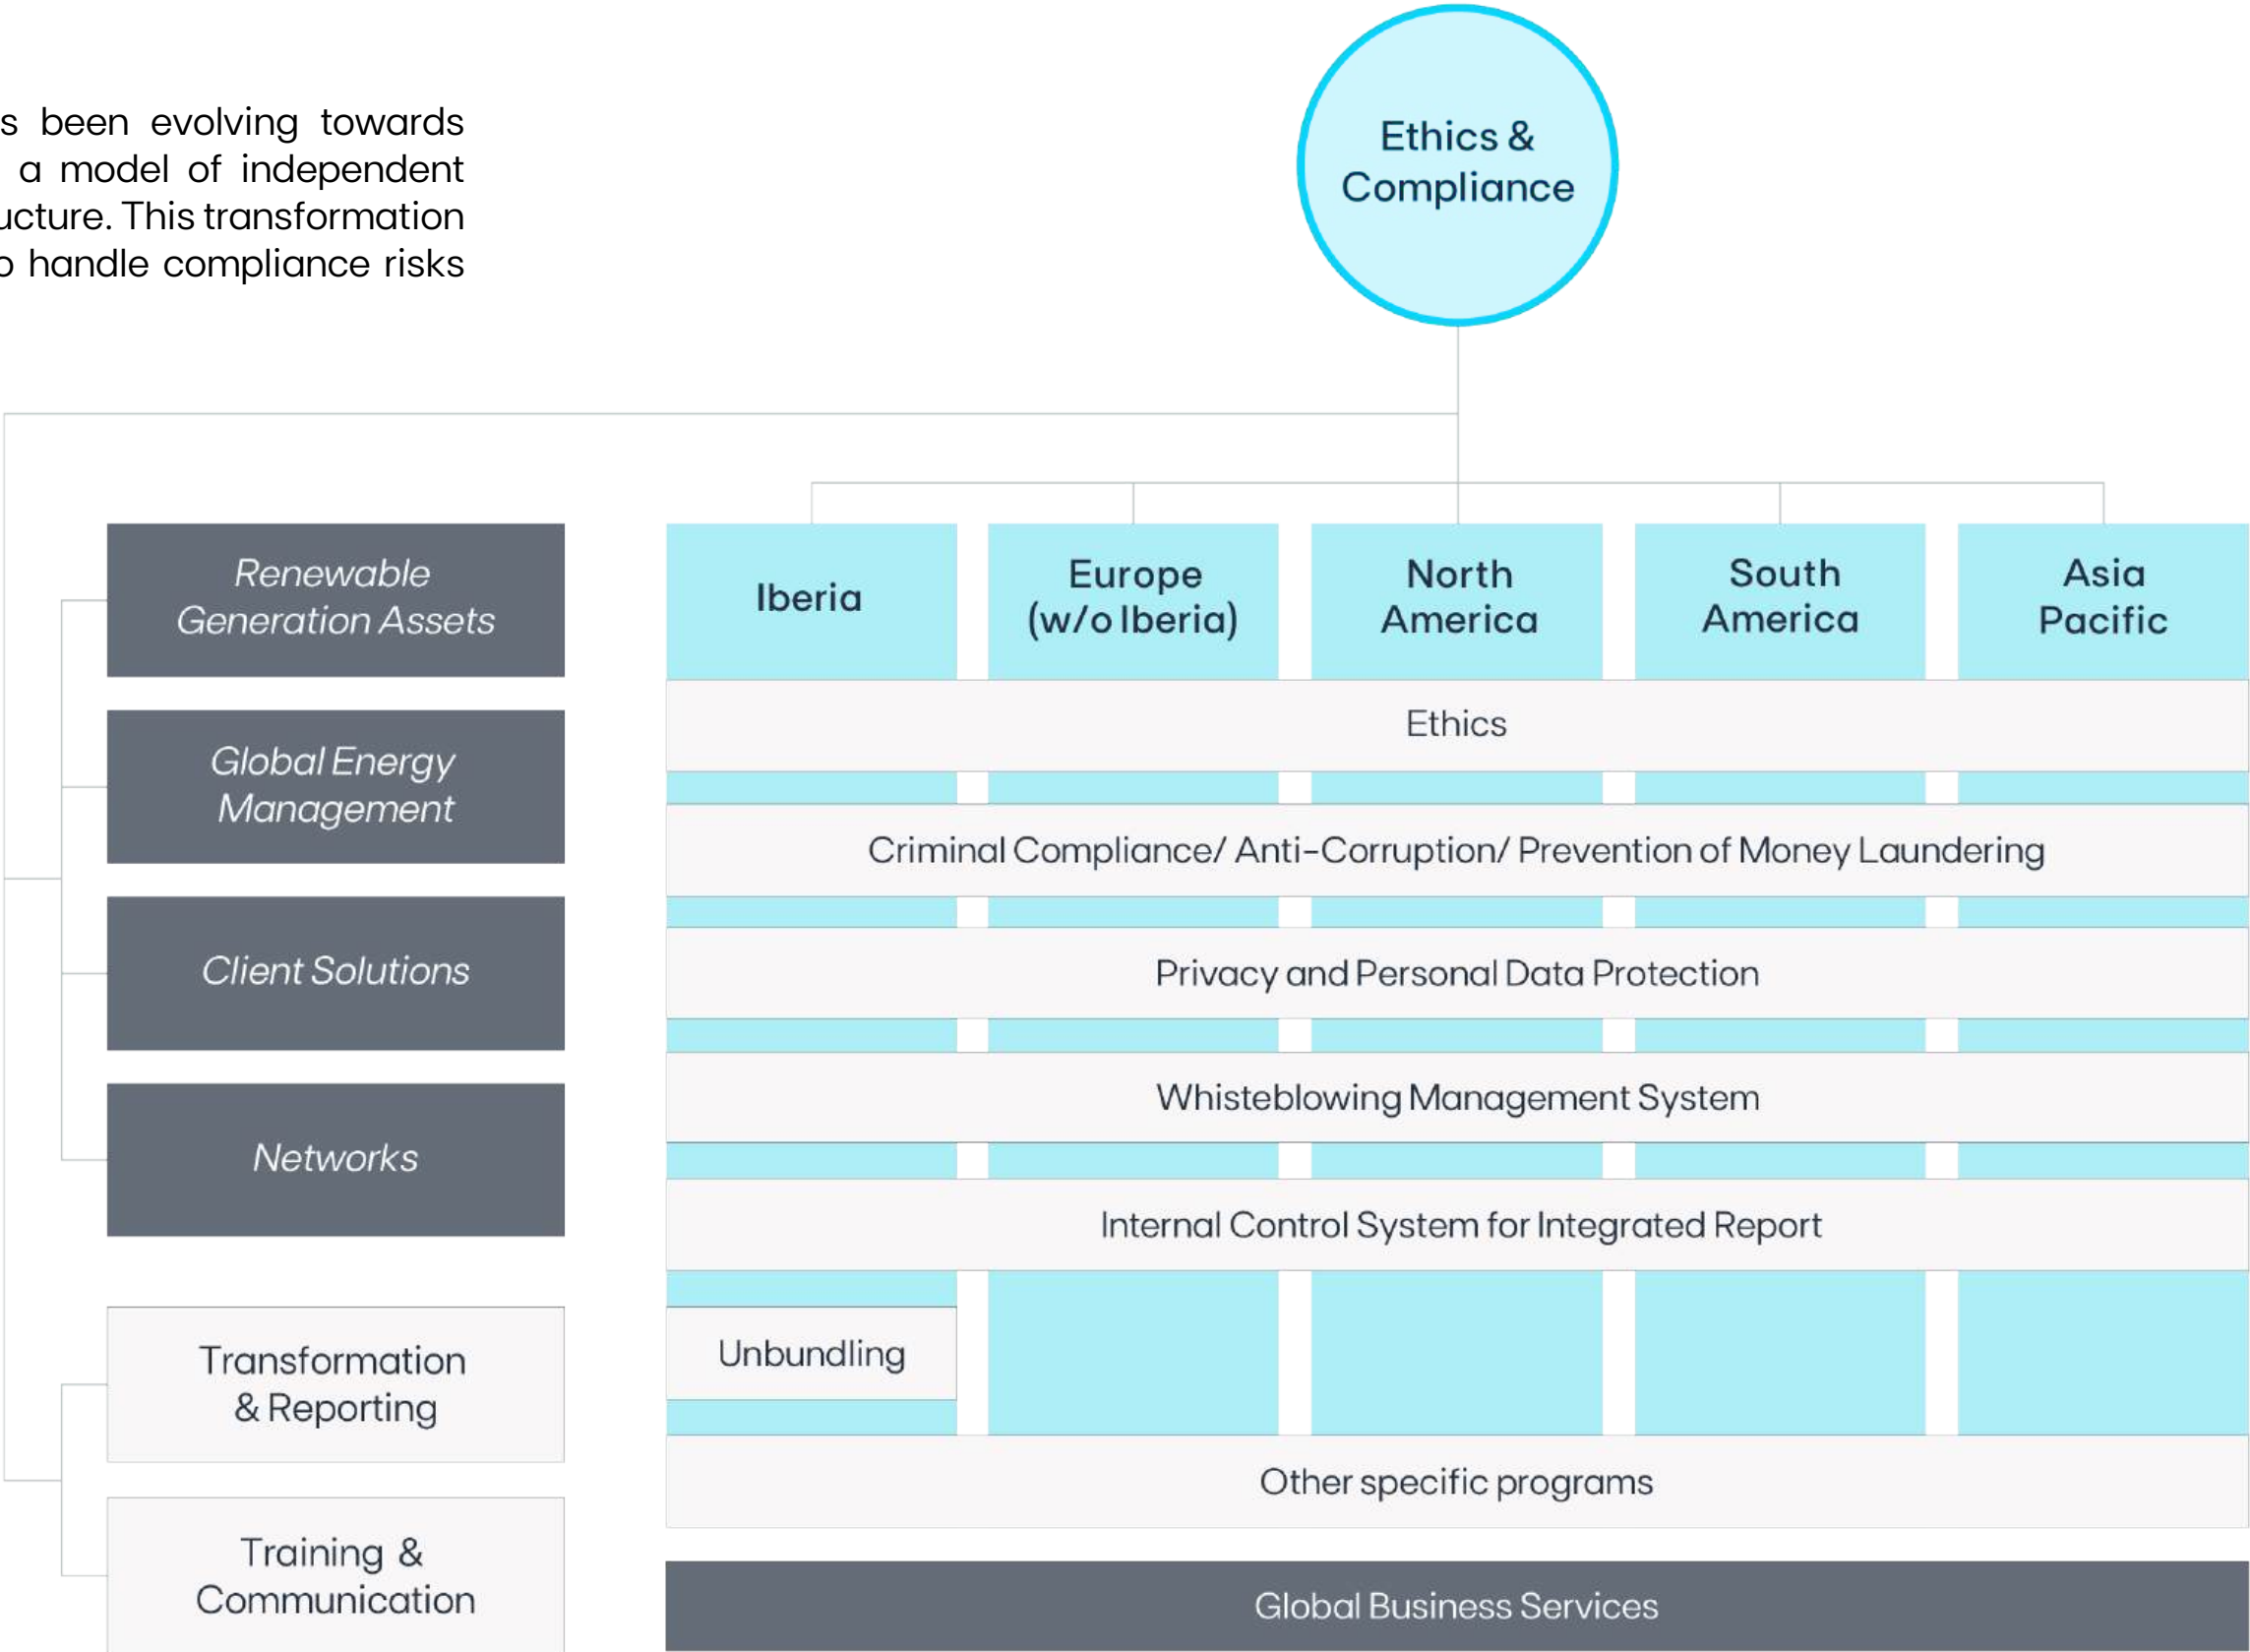 been evolving towards
a model of independent
This transformation
handle compliance risks
Ethics &
Compliance
Renewable
Generation Assets
Global Energy
Management
Client Solutions
Networks
Transformation
& Reporting
Training &
Communication
Iberia
Europe
(w/o Iberia)
North
America
South
America
Asia
Pacific
Ethics
Criminal Compliance/ Anti-Corruption/ Prevention of Money Laundering
Privacy and Personal Data Protection
Whisteblowing Management System
Internal Control System for Integrated Report
Unbundling
Other specific programs
Global Business Services